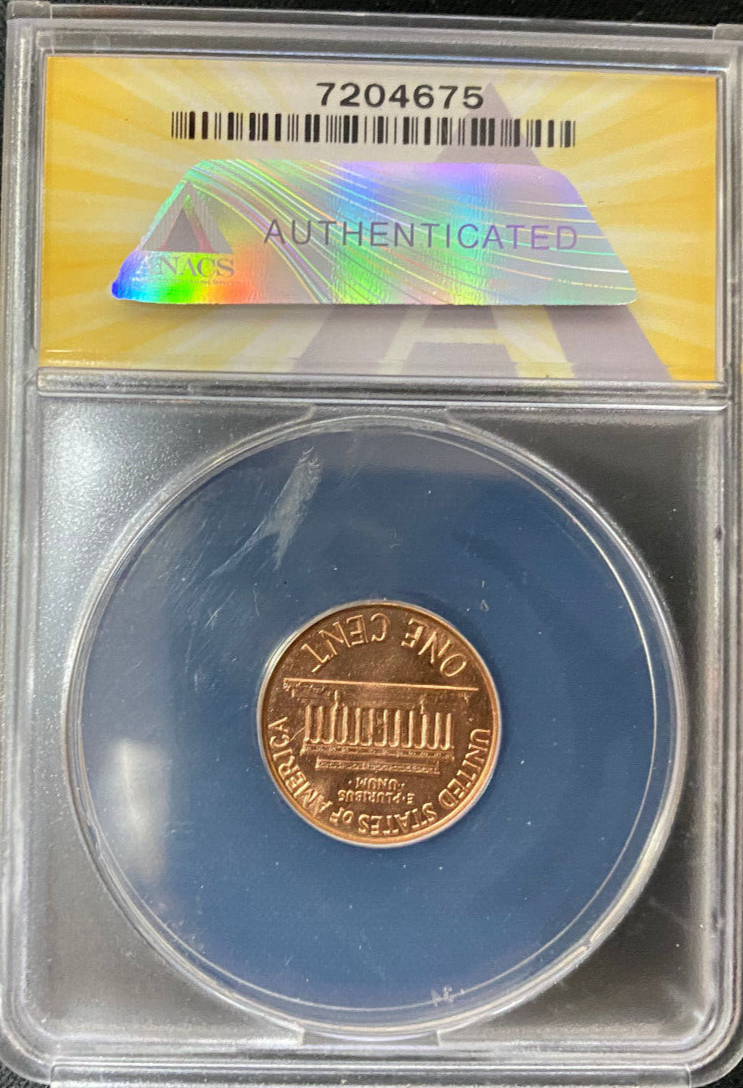 7204675
AUTHENTICATED
ANACS
ONE CENT
UNITED STATES OF AMERICA
E·PLURIBUS
·UNUM·